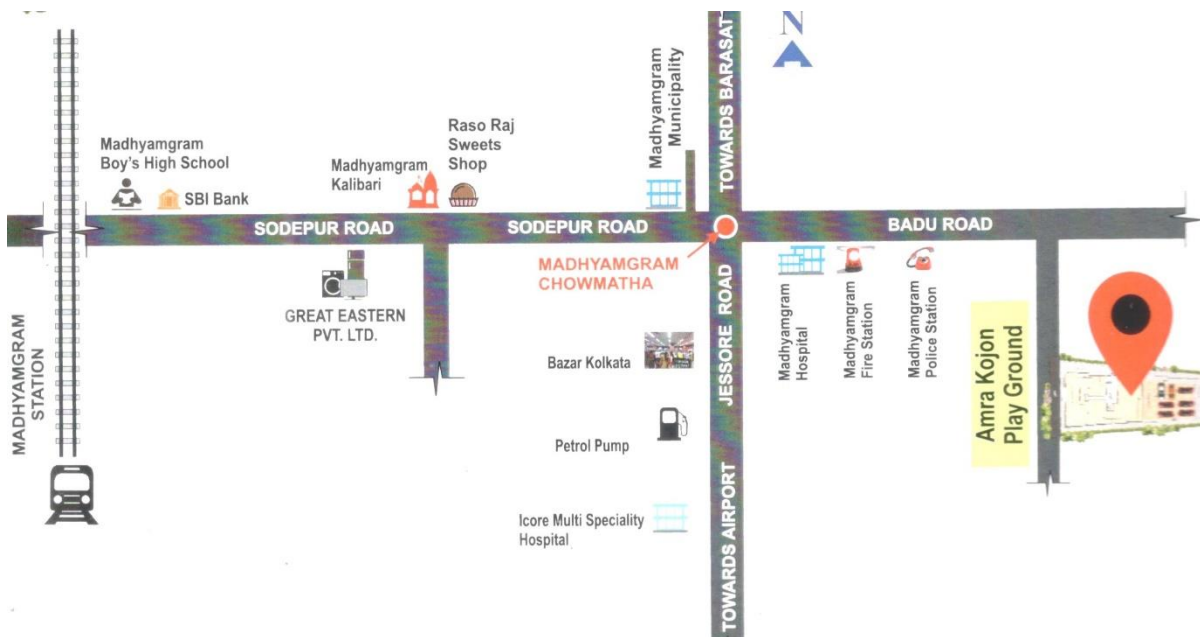 N
TOWARDS BARASAT
Madhyamgram
Municipality
Raso Raj
Sweets
Shop
Madhyamgram
Boy's High School
Madhyamgram
Kalibari
SBI Bank
SODEPUR ROAD
SODEPUR ROAD
BADU ROAD
MADHYAMGRAM
CHOWMATHA
GREAT EASTERN
PVT. LTD.
JESSORE ROAD
Madhyamgram
Hospital
Madhyamgram
Fire Station
Madhyamgram
Police Station
Bazar Kolkata
Amra Kojon
Play Ground
MADHYAMGRAM
STATION
Petrol Pump
Icore Multi Speciality
Hospital
TOWARDS AIRPORT